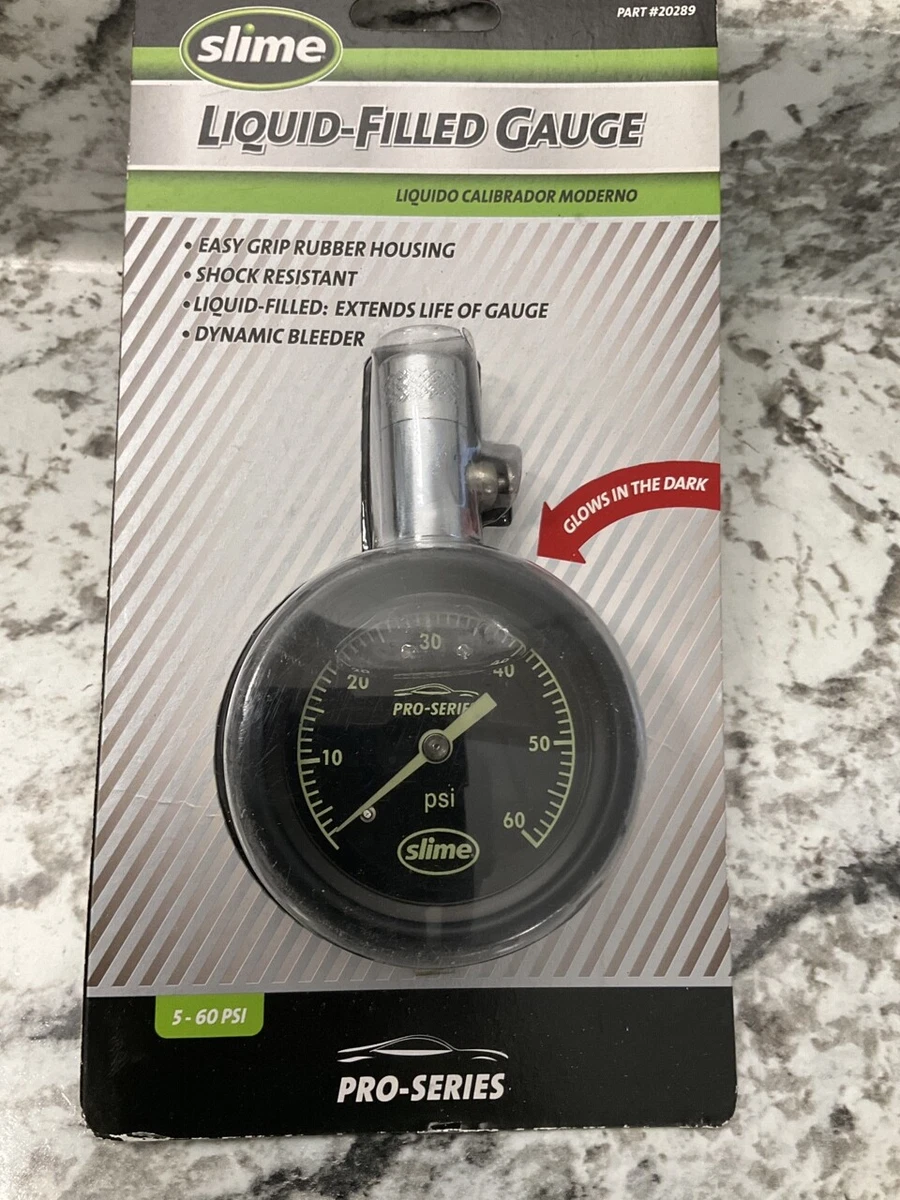 PART #20289
slime
LIQUID-FILLED GAUGE
LIQUIDO CALIBRADOR MODERNO
• EASY GRIP RUBBER HOUSING
• SHOCK RESISTANT
• LIQUID-FILLED: EXTENDS LIFE OF GAUGE
• DYNAMIC BLEEDER
GLOWS IN THE DARK
30
20
40
PRO-SERIE
10
50
psi
60
slime
5 - 60 PSI
PRO-SERIES